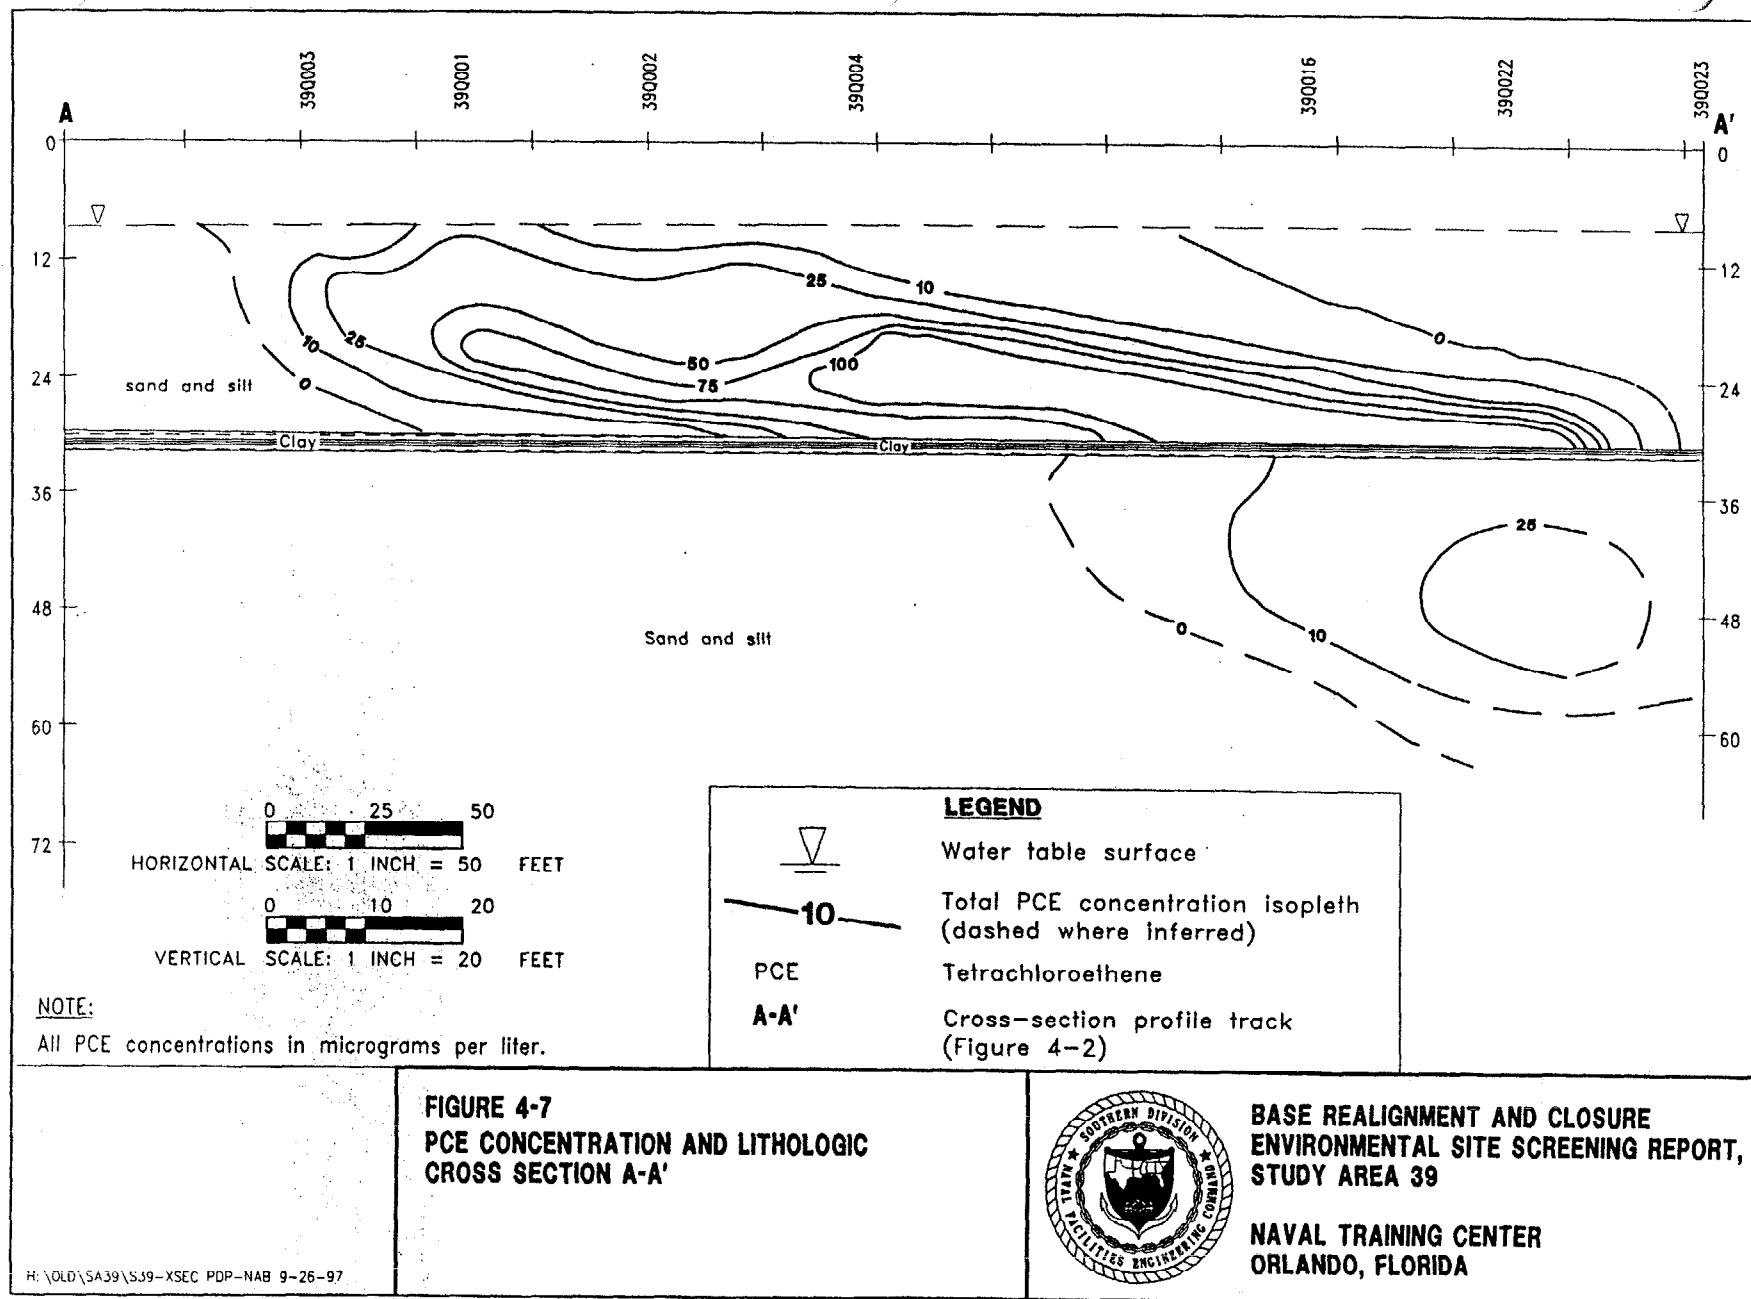 39Q003
39Q001
39Q002
39Q004
39Q016
39Q022
39Q023
A
A'
0
0
12
12
25
10
0
10
25
50
75
100
24
24
sand and silt
0
Clay
Clay
36
36
25
48
48
0
10
Sand and silt
60
60
72
0 25 50
HORIZONTAL SCALE: 1 INCH = 50 FEET
0 10 20
VERTICAL SCALE: 1 INCH = 20 FEET
NOTE:
All PCE concentrations in micrograms per liter.
LEGEND
Water table surface
10
Total PCE concentration isopleth
(dashed where inferred)
PCE
Tetrachloroethene
A-A'
Cross-section profile track
(Figure 4-2)
H:\OLD\SA39\S39-XSEC PDP-NAB 9-26-97
FIGURE 4-7
PCE CONCENTRATION AND LITHOLOGIC
CROSS SECTION A-A'
SOUTHERN DIVISION
NAVAL FACILITIES ENGINEERING COMMAND
BASE REALIGNMENT AND CLOSURE
ENVIRONMENTAL SITE SCREENING REPORT,
STUDY AREA 39
NAVAL TRAINING CENTER
ORLANDO, FLORIDA